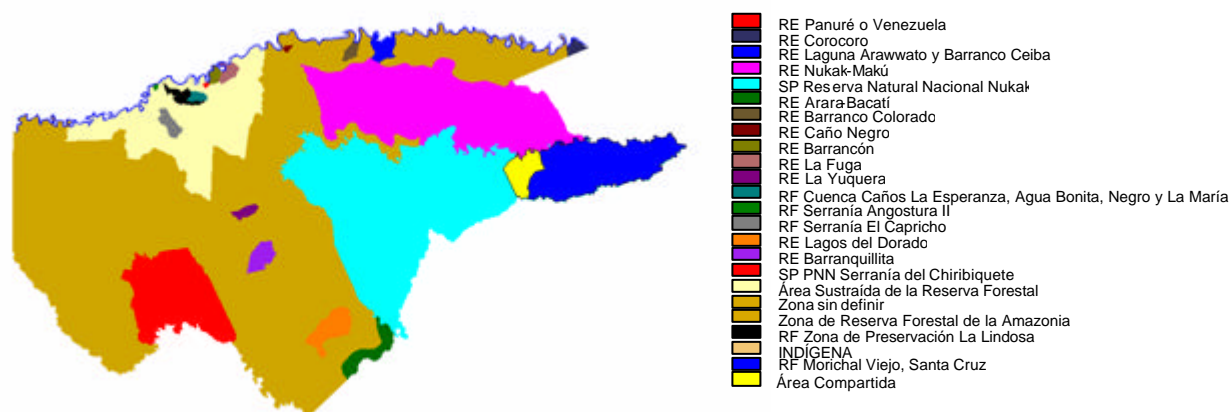 RE Panuré o Venezuela
RE Corocoro
RE Laguna Arawwato y Barranco Ceiba
RE Nukak-Makú
SP Reserva Natural Nacional Nukak
RE Arara-Bacatí
RE Barranco Colorado
RE Caño Negro
RE Barrancón
RE La Fuga
RE La Yuquera
RF Cuenca Caños La Esperanza, Agua Bonita, Negro y La María
RF Serranía Angostura II
RF Serranía El Capricho
RE Lagos del Dorado
RE Barranquillita
SP PNN Serranía del Chiribiquete
Área Sustraída de la Reserva Forestal
Zona sin definir
Zona de Reserva Forestal de la Amazonia
RF Zona de Preservación La Lindosa
INDÍGENA
RF Morichal Viejo, Santa Cruz
Área Compartida